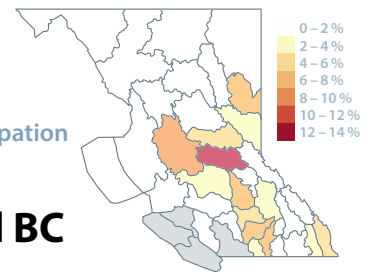 0 – 2 %
2 – 4 %
4 – 6 %
6 – 8 %
8 – 10 %
10 – 12 %
12 – 14 %
pation
BC